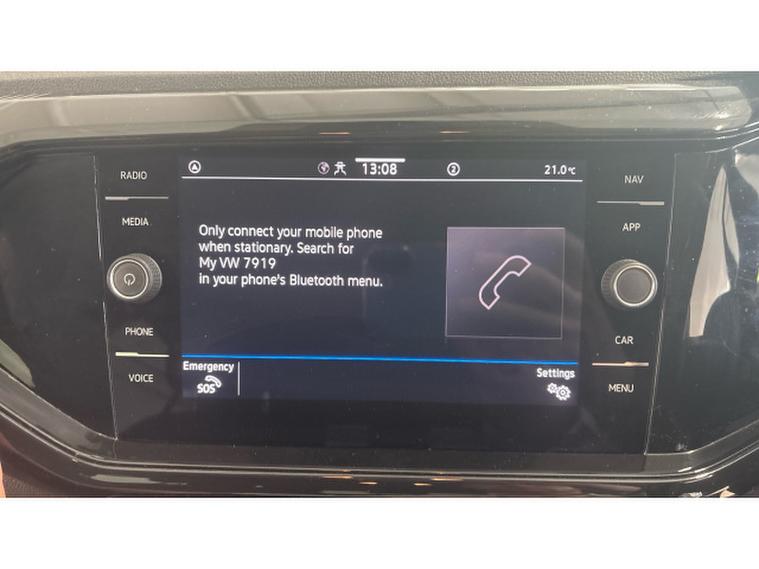 RADIO
13:08
2
21.0°C
NAV
MEDIA
APP
Only connect your mobile phone
when stationary. Search for
My VW 7919
in your phone's Bluetooth menu.
PHONE
CAR
Emergency
SOS
Settings
VOICE
MENU